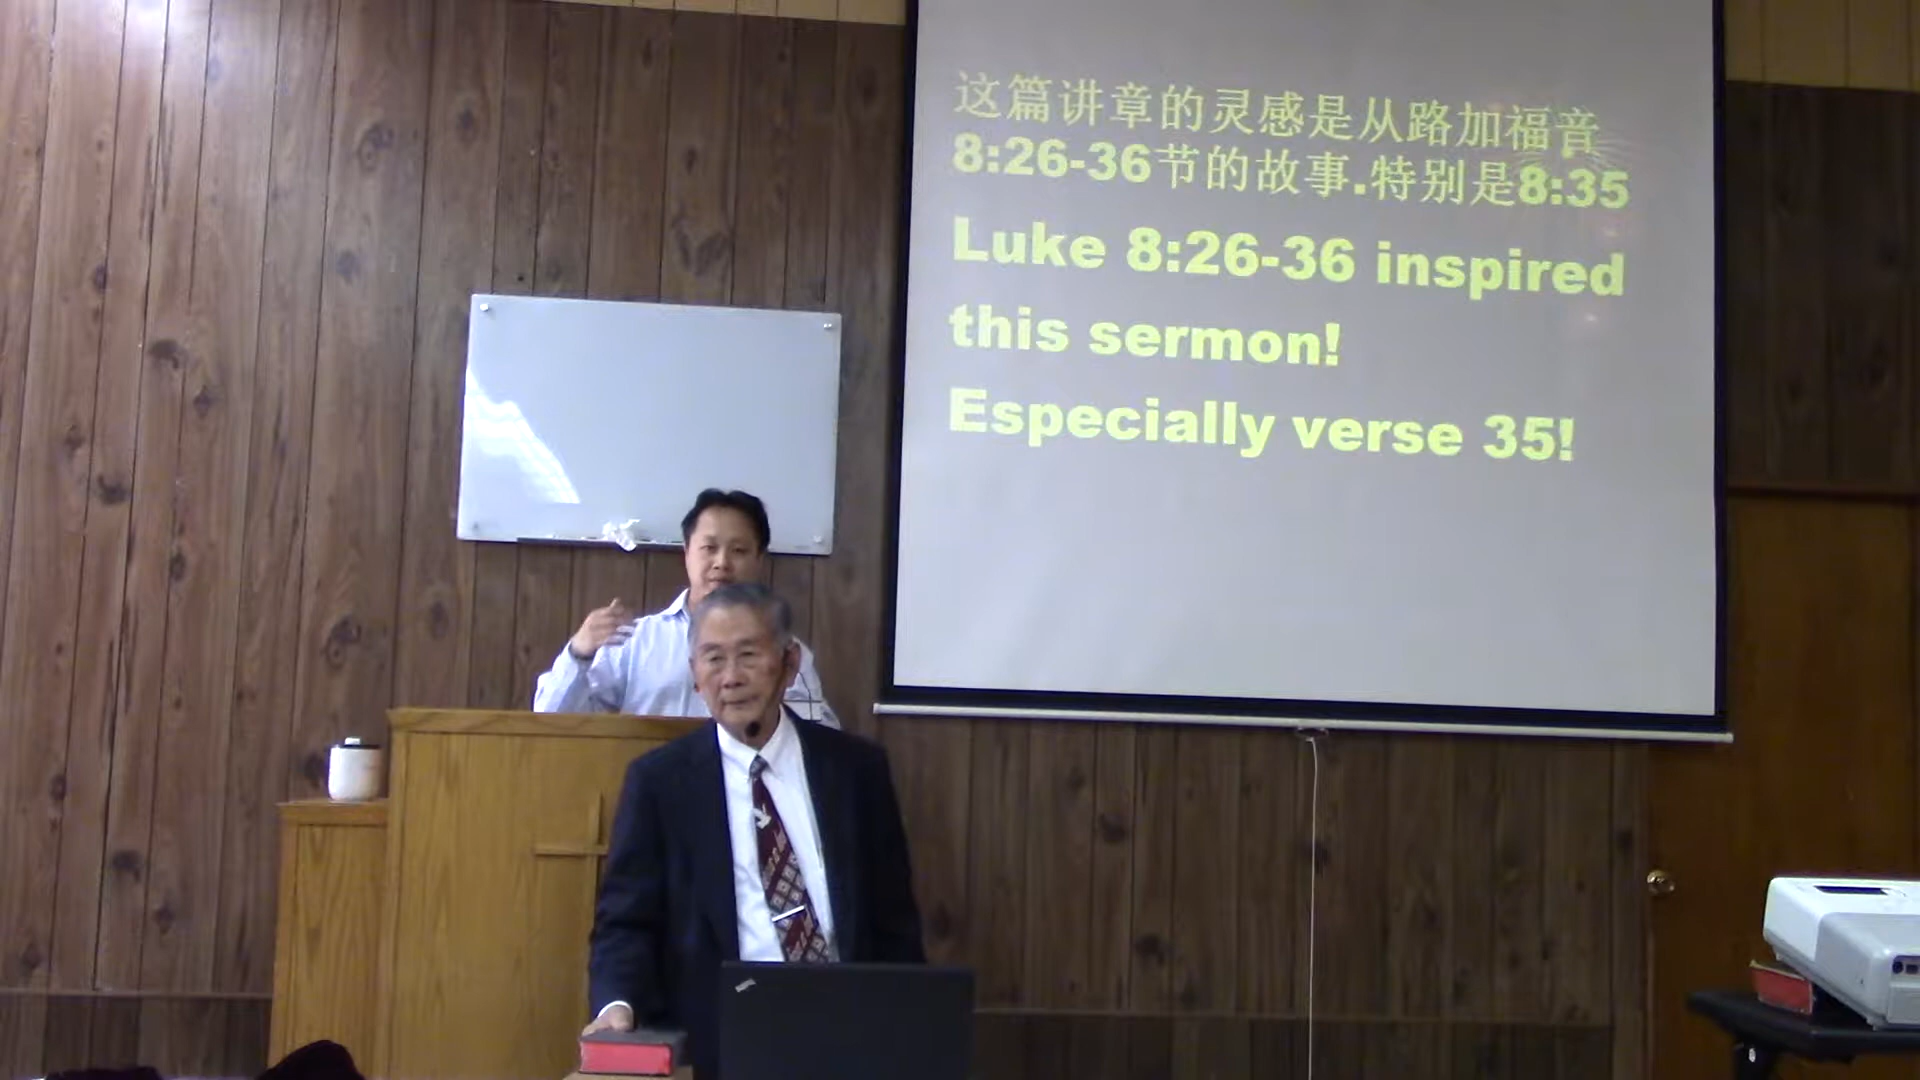 这篇讲章的灵感是从路加福音
8:26-36节的故事.特别是8:35
Luke 8:26-36 inspired
this sermon!
Especially verse 35!